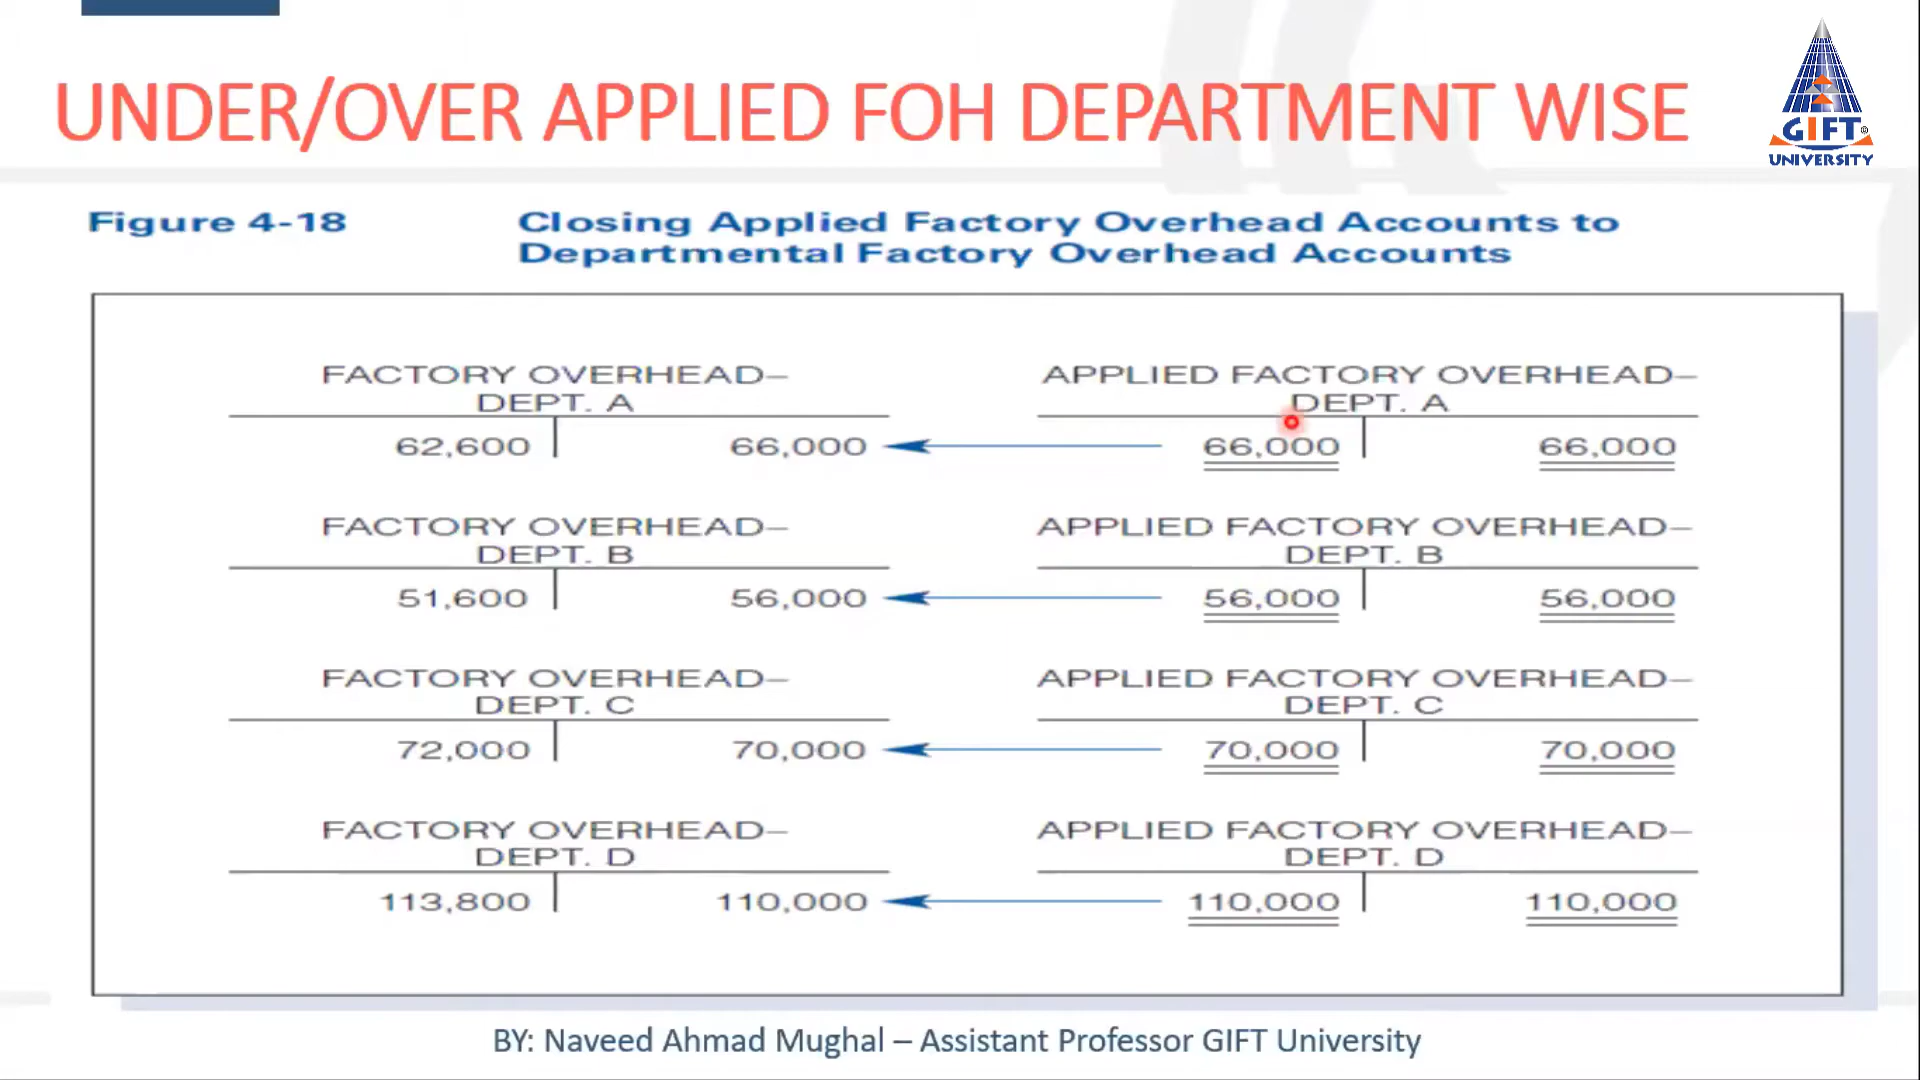 UNDER/OVER APPLIED FOH DEPARTMENT WISE
GIFT®
UNIVERSITY
Figure 4-18
Closing Applied Factory Overhead Accounts to
Departmental Factory Overhead Accounts
FACTORY OVERHEAD–
DEPT. A
62,600 66,000
APPLIED FACTORY OVERHEAD–
DEPT. A
66,000 66,000
FACTORY OVERHEAD–
DEPT. B
51,600 56,000
APPLIED FACTORY OVERHEAD–
DEPT. B
56,000 56,000
FACTORY OVERHEAD–
DEPT. C
72,000 70,000
APPLIED FACTORY OVERHEAD–
DEPT. C
70,000 70,000
FACTORY OVERHEAD–
DEPT. D
113,800 110,000
APPLIED FACTORY OVERHEAD–
DEPT. D
110,000 110,000
BY: Naveed Ahmad Mughal – Assistant Professor GIFT University